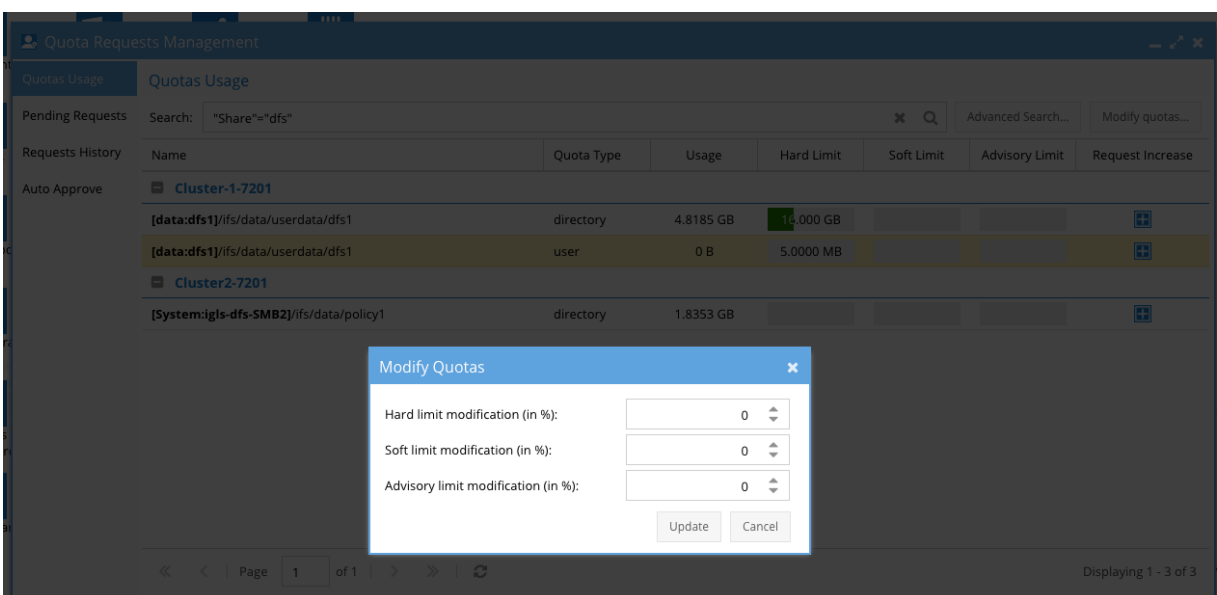 Quota Requests Management
Quotas Usage
Quotas Usage
Pending Requests
Search: "Share"="dfs" Advanced Search... Modify quotas...
Requests History
Name Quota Type Usage Hard Limit Soft Limit Advisory Limit Request Increase
Auto Approve
Cluster-1-7201
[data:dfs1]/ifs/data/userdata/dfs1 directory 4.8185 GB .000 GB
[data:dfs1]/ifs/data/userdata/dfs1 user 0 B 5.0000 MB
Cluster2-7201
[System:igls-dfs-SMB2]/ifs/data/policy1 directory 1.8353 GB
Modify Quotas
Hard limit modification (in %): 0
Soft limit modification (in %): 0
Advisory limit modification (in %): 0
Update Cancel
Page 1 of 1 Displaying 1 - 3 of 3